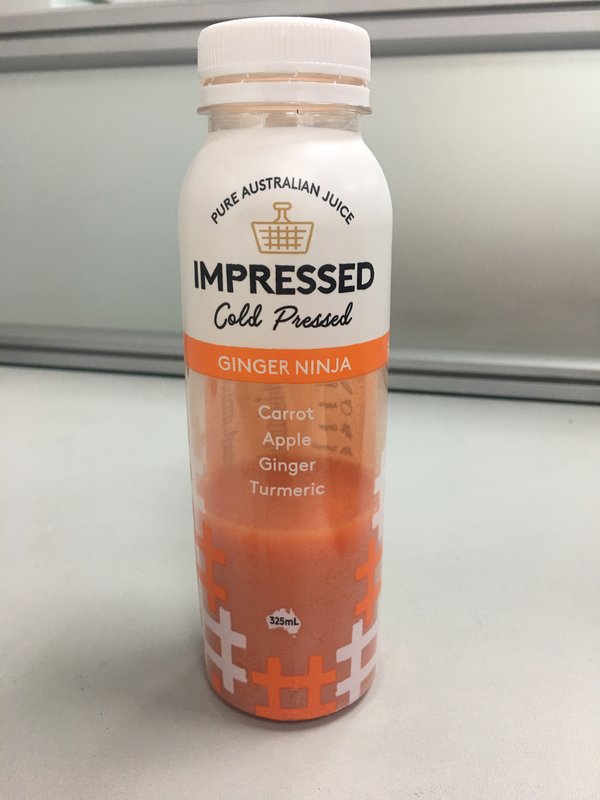 PURE AUSTRALIAN JUICE
IMPRESSED
Cold Pressed
GINGER NINJA
Carrot
Apple
Ginger
Turmeric
325mL